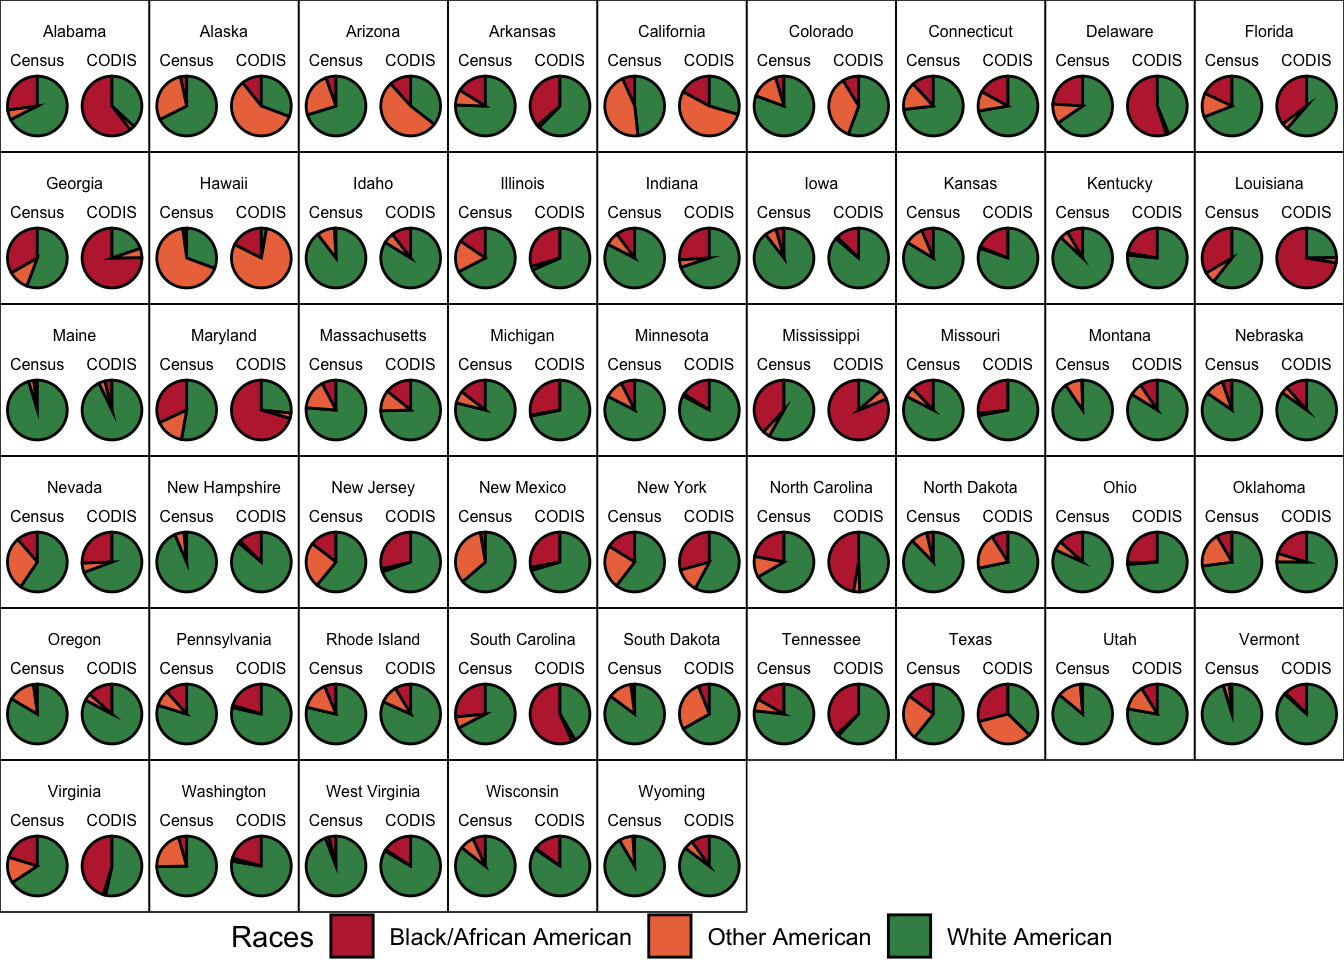 Alabama Alaska Arizona Arkansas California Colorado Connecticut Delaware Florida
Census CODIS Census CODIS Census CODIS Census CODIS Census CODIS Census CODIS Census CODIS Census CODIS Census CODIS
Georgia Hawaii Idaho Illinois Indiana Iowa Kansas Kentucky Louisiana
Census CODIS Census CODIS Census CODIS Census CODIS Census CODIS Census CODIS Census CODIS Census CODIS Census CODIS
Maine Maryland Massachusetts Michigan Minnesota Mississippi Missouri Montana Nebraska
Census CODIS Census CODIS Census CODIS Census CODIS Census CODIS Census CODIS Census CODIS Census CODIS Census CODIS
Nevada New Hampshire New Jersey New Mexico New York North Carolina North Dakota Ohio Oklahoma
Census CODIS Census CODIS Census CODIS Census CODIS Census CODIS Census CODIS Census CODIS Census CODIS Census CODIS
Oregon Pennsylvania Rhode Island South Carolina South Dakota Tennessee Texas Utah Vermont
Census CODIS Census CODIS Census CODIS Census CODIS Census CODIS Census CODIS Census CODIS Census CODIS Census CODIS
Virginia Washington West Virginia Wisconsin Wyoming
Census CODIS Census CODIS Census CODIS Census CODIS Census CODIS
Races Black/African American Other American White American